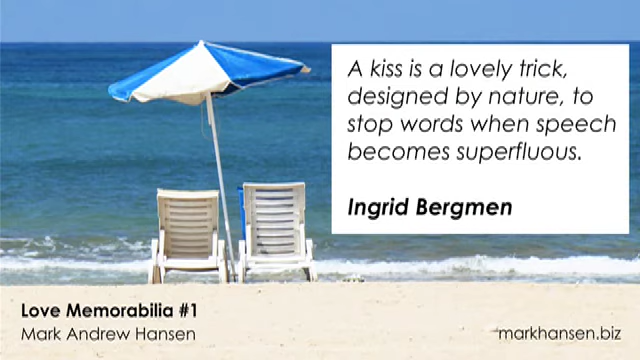 A kiss is a lovely trick,
designed by nature, to
stop words when speech
becomes superfluous.
Ingrid Bergmen
Love Memorabilia #1
Mark Andrew Hansen
markhansen.biz